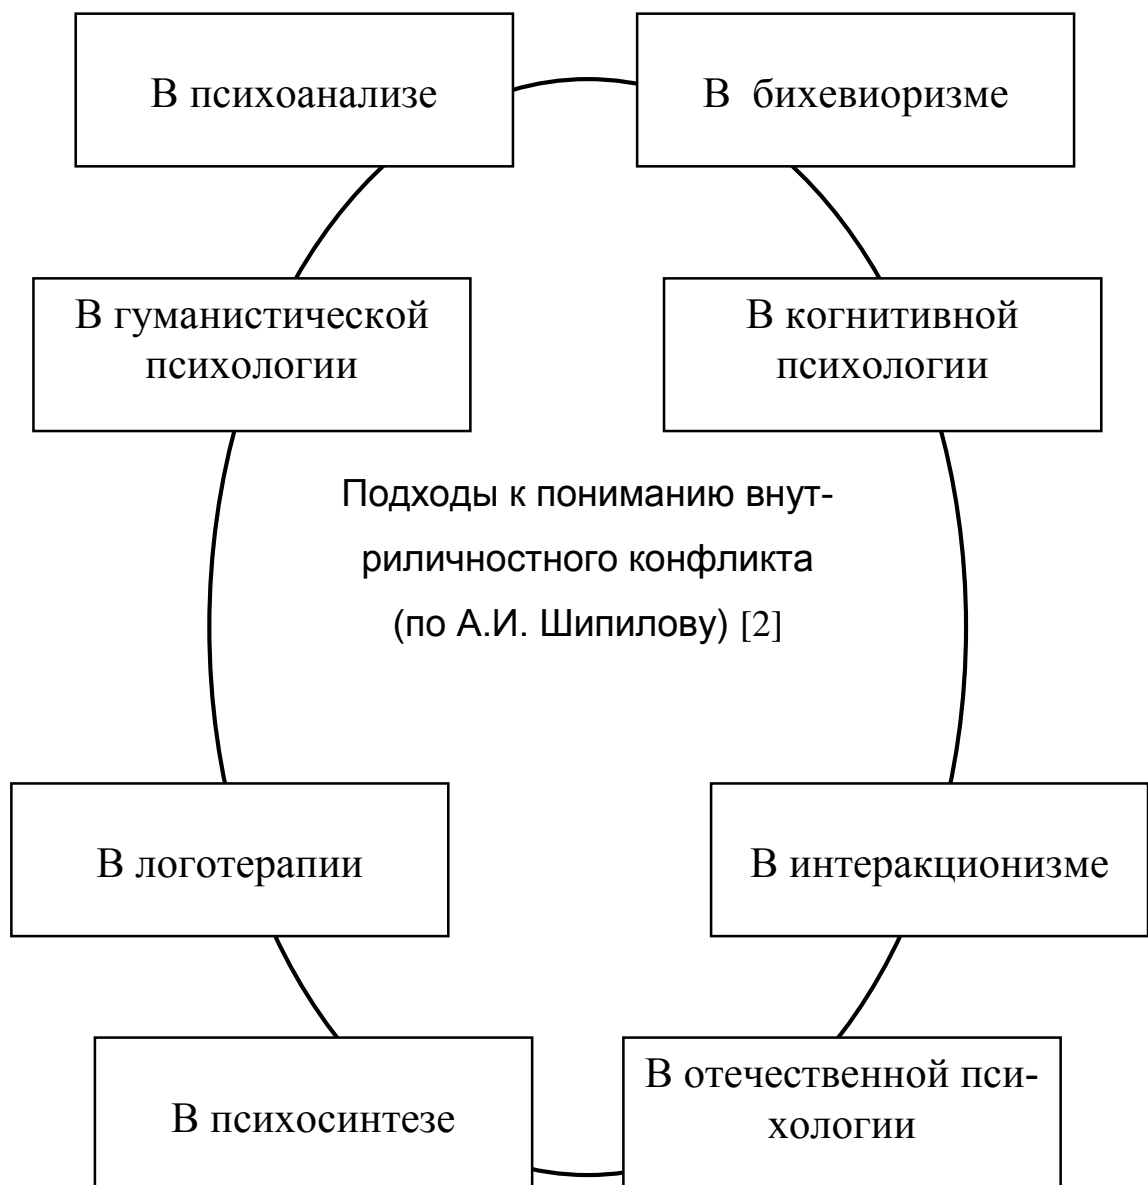 В психоанализе
В бихевиоризме
В гуманистической
психологии
В когнитивной
психологии
Подходы к пониманию внут-
риличностного конфликта
(по А.И. Шипилову) [2]
В логотерапии
В интеракционизме
В психосинтезе
В отечественной пси-
хологии